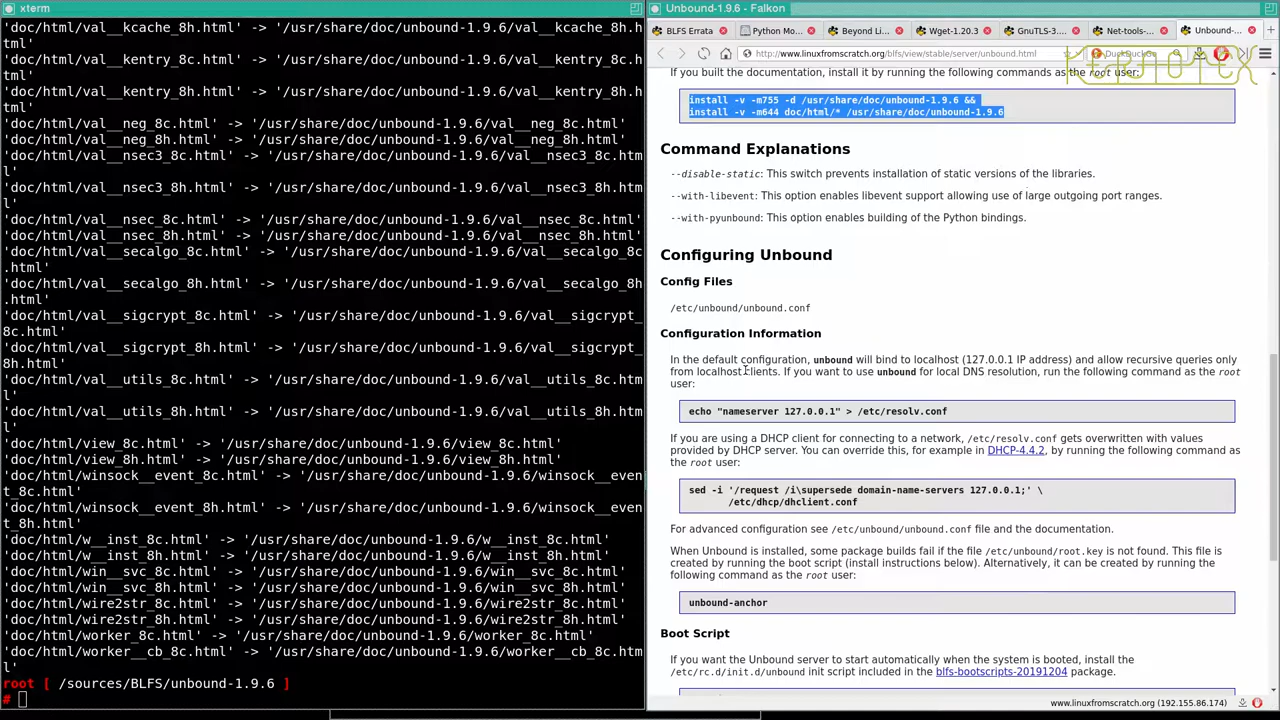 xterm
'doc/html/val__kcache_8h.html' -> '/usr/share/doc/unbound-1.9.6/val__kcache_8h.h
tml'
'doc/html/val__kentry_8c.html' -> '/usr/share/doc/unbound-1.9.6/val__kentry_8c.h
tml'
'doc/html/val__kentry_8h.html' -> '/usr/share/doc/unbound-1.9.6/val__kentry_8h.h
tml'
'doc/html/val__neg_8c.html' -> '/usr/share/doc/unbound-1.9.6/val__neg_8c.html'
'doc/html/val__neg_8h.html' -> '/usr/share/doc/unbound-1.9.6/val__neg_8h.html'
'doc/html/val__nsec3_8c.html' -> '/usr/share/doc/unbound-1.9.6/val__nsec3_8c.htm
l'
'doc/html/val__nsec3_8h.html' -> '/usr/share/doc/unbound-1.9.6/val__nsec3_8h.htm
l'
'doc/html/val__nsec_8c.html' -> '/usr/share/doc/unbound-1.9.6/val__nsec_8c.html'
'doc/html/val__nsec_8h.html' -> '/usr/share/doc/unbound-1.9.6/val__nsec_8h.html'
'doc/html/val__secalgo_8c.html' -> '/usr/share/doc/unbound-1.9.6/val__secalgo_8c
.html'
'doc/html/val__secalgo_8h.html' -> '/usr/share/doc/unbound-1.9.6/val__secalgo_8h
.html'
'doc/html/val__sigcrypt_8c.html' -> '/usr/share/doc/unbound-1.9.6/val__sigcrypt_
8c.html'
'doc/html/val__sigcrypt_8h.html' -> '/usr/share/doc/unbound-1.9.6/val__sigcrypt_
8h.html'
'doc/html/val__utils_8c.html' -> '/usr/share/doc/unbound-1.9.6/val__utils_8c.htm
l'
'doc/html/val__utils_8h.html' -> '/usr/share/doc/unbound-1.9.6/val__utils_8h.htm
l'
'doc/html/view_8c.html' -> '/usr/share/doc/unbound-1.9.6/view_8c.html'
'doc/html/view_8h.html' -> '/usr/share/doc/unbound-1.9.6/view_8h.html'
'doc/html/winsock__event_8c.html' -> '/usr/share/doc/unbound-1.9.6/winsock__even
t_8c.html'
'doc/html/winsock__event_8h.html' -> '/usr/share/doc/unbound-1.9.6/winsock__even
t_8h.html'
'doc/html/w__inst_8c.html' -> '/usr/share/doc/unbound-1.9.6/w__inst_8c.html'
'doc/html/w__inst_8h.html' -> '/usr/share/doc/unbound-1.9.6/w__inst_8h.html'
'doc/html/win__svc_8c.html' -> '/usr/share/doc/unbound-1.9.6/win__svc_8c.html'
'doc/html/win__svc_8h.html' -> '/usr/share/doc/unbound-1.9.6/win__svc_8h.html'
'doc/html/wire2str_8c.html' -> '/usr/share/doc/unbound-1.9.6/wire2str_8c.html'
'doc/html/wire2str_8h.html' -> '/usr/share/doc/unbound-1.9.6/wire2str_8h.html'
'doc/html/worker_8c.html' -> '/usr/share/doc/unbound-1.9.6/worker_8c.html'
'doc/html/worker_8h.html' -> '/usr/share/doc/unbound-1.9.6/worker_8h.html'
'doc/html/worker__cb_8c.html' -> '/usr/share/doc/unbound-1.9.6/worker__cb_8c.htm
l'
root [ /sources/BLFS/unbound-1.9.6 ]
#
Unbound-1.9.6 - Falkon
BLFS Errata Python Mo... Beyond Li... Wget-1.20.3 GnuTLS-3.... Net-tools-... Unbound-...
http://www.linuxfromscratch.org/blfs/view/stable/server/unbound.html DuckDuckGo
KERNOTEX
If you built the documentation, install it by running the following commands as the root user:
install -v -m755 -d /usr/share/doc/unbound-1.9.6 &&
install -v -m644 doc/html/* /usr/share/doc/unbound-1.9.6
Command Explanations
--disable-static: This switch prevents installation of static versions of the libraries.
--with-libevent: This option enables libevent support allowing use of large outgoing port ranges.
--with-pyunbound: This option enables building of the Python bindings.
Configuring Unbound
Config Files
/etc/unbound/unbound.conf
Configuration Information
In the default configuration, unbound will bind to localhost (127.0.0.1 IP address) and allow recursive queries only
from localhost clients. If you want to use unbound for local DNS resolution, run the following command as the root
user:
echo "nameserver 127.0.0.1" > /etc/resolv.conf
If you are using a DHCP client for connecting to a network, /etc/resolv.conf gets overwritten with values
provided by DHCP server. You can override this, for example in DHCP-4.4.2, by running the following command as
the root user:
sed -i '/request /i\supersede domain-name-servers 127.0.0.1;' \
/etc/dhcp/dhclient.conf
For advanced configuration see /etc/unbound/unbound.conf file and the documentation.
When Unbound is installed, some package builds fail if the file /etc/unbound/root.key is not found. This file is
created by running the boot script (install instructions below). Alternatively, it can be created by running the
following command as the root user:
unbound-anchor
Boot Script
If you want the Unbound server to start automatically when the system is booted, install the
/etc/rc.d/init.d/unbound init script included in the blfs-bootscripts-20191204 package.
www.linuxfromscratch.org (192.155.86.174)